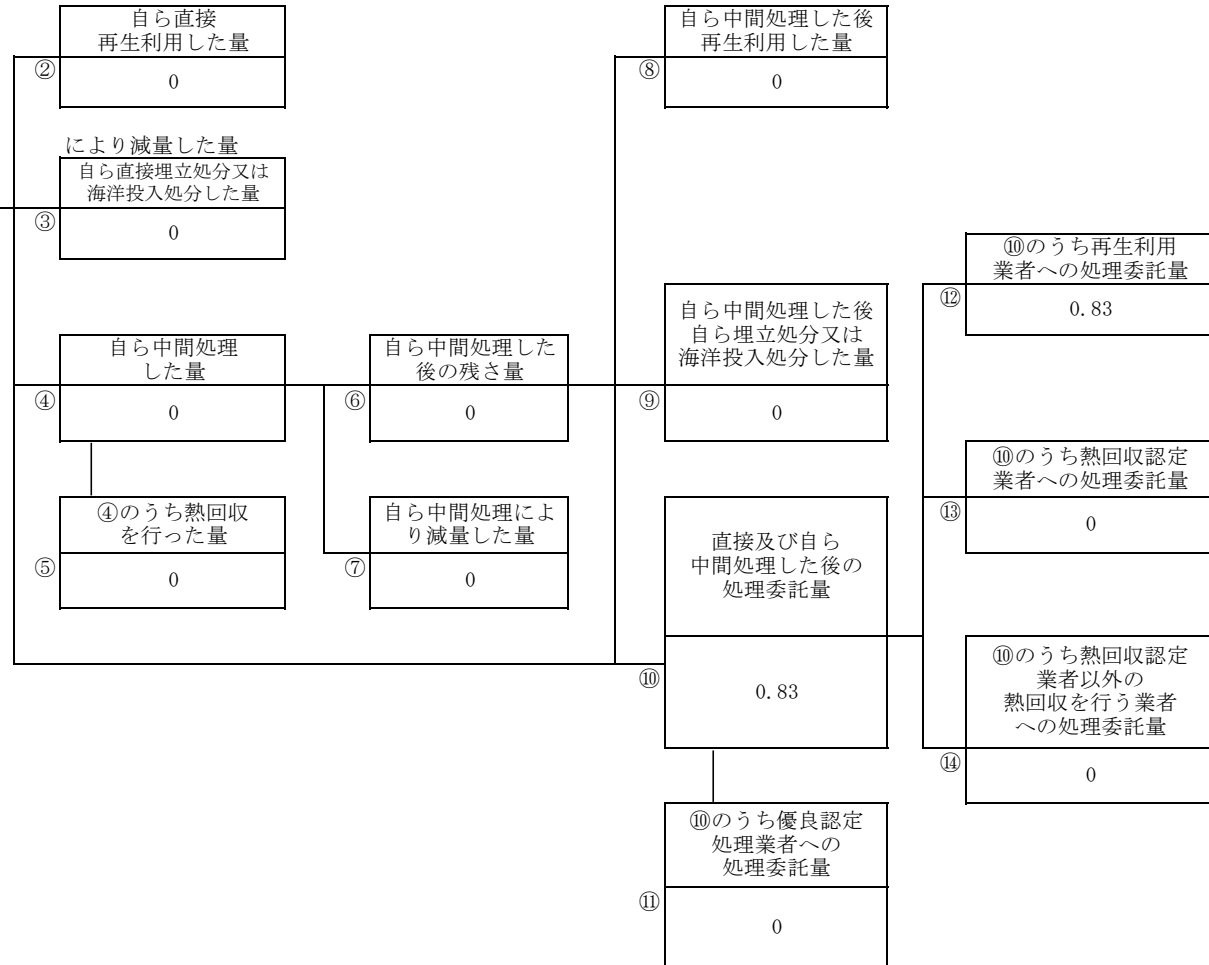 自ら直接
再生利用した量
②
0
により減量した量
自ら直接埋立処分又は
海洋投入処分した量
③
0
自ら中間処理
した量
④
0
④のうち熱回収
を行った量
⑤
0
自ら中間処理した
後の残さ量
⑥
0
自ら中間処理によ
り減量した量
⑦
0
自ら中間処理した後
再生利用した量
⑧
0
自ら中間処理した後
自ら埋立処分又は
海洋投入処分した量
⑨
0
直接及び自ら
中間処理した後の
処理委託量
⑩
0.83
⑩のうち優良認定
処理業者への
処理委託量
⑪
0
⑩のうち再生利用
業者への処理委託量
⑫
0.83
⑩のうち熱回収認定
業者への処理委託量
⑬
0
⑩のうち熱回収認定
業者以外の
熱回収を行う業者
への処理委託量
⑭
0